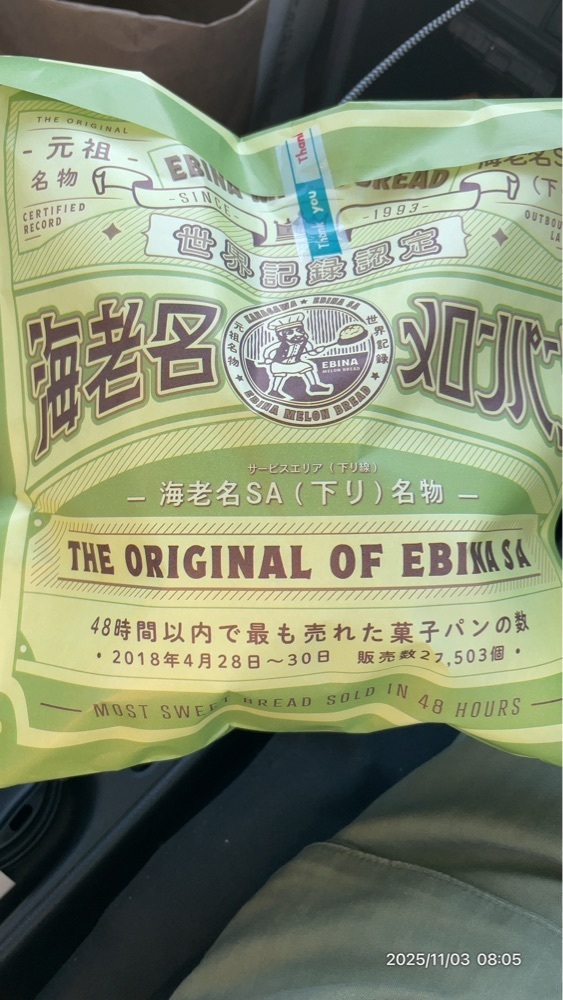 THE ORIGINAL
- 元祖 -
名物
CERTIFIED
RECORD
EBINA M BREAD
海老名S
(下
OUTBOU
LA
-SINCE-
-1993-
Thank you
Thank
世界記録認定
海老名
メロンパン
KANAGAWA ★ EBINA SA
元祖名物
世界記録
EBINA
MELON BREAD
EBINA MELON BREAD
サービスエリア (下り線)
— 海老名SA(下り)名物 —
THE ORIGINAL OF EBINA SA
48時間以内で最も売れた菓子パンの数
・2018年4月28日～30日 販売数27,503個・
MOST SWEET BREAD SOLD IN 48 HOURS
2025/11/03 08:05